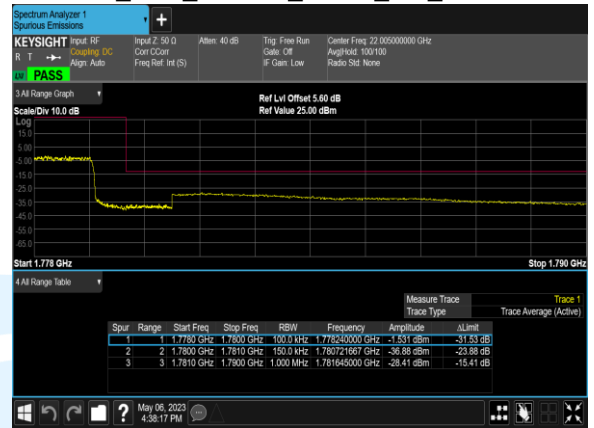 Spectrum Analyzer 1
Spurious Emissions
KEYSIGHT Input: RF Input Z: 50 Ω Atten: 40 dB Trig: Free Run Center Freq: 22.005000000 GHz
R T Coupling: DC Corr CCorr Gate: Off Avg|Hold: 100/100
Align: Auto Freq Ref: Int (S) IF Gain: Low Radio Std: None
PASS
3 All Range Graph
Ref Lvl Offset 5.60 dB
Scale/Div 10.0 dB Ref Value 25.00 dBm
Log
15.0
5.00
-5.00
-15.0
-25.0
-35.0
-45.0
-55.0
-65.0
Start 1.778 GHz Stop 1.790 GHz
4 All Range Table
Measure Trace Trace 1
Trace Type Trace Average (Active)
Spur Range Start Freq Stop Freq RBW Frequency Amplitude ΔLimit
1 1 1.7780 GHz 1.7800 GHz 100.0 kHz 1.778240000 GHz -1.531 dBm -31.53 dB
2 2 1.7800 GHz 1.7810 GHz 150.0 kHz 1.780721667 GHz -36.88 dBm -23.88 dB
3 3 1.7810 GHz 1.7900 GHz 1.000 MHz 1.781645000 GHz -28.41 dBm -15.41 dB
? May 06, 2023
4:38:17 PM